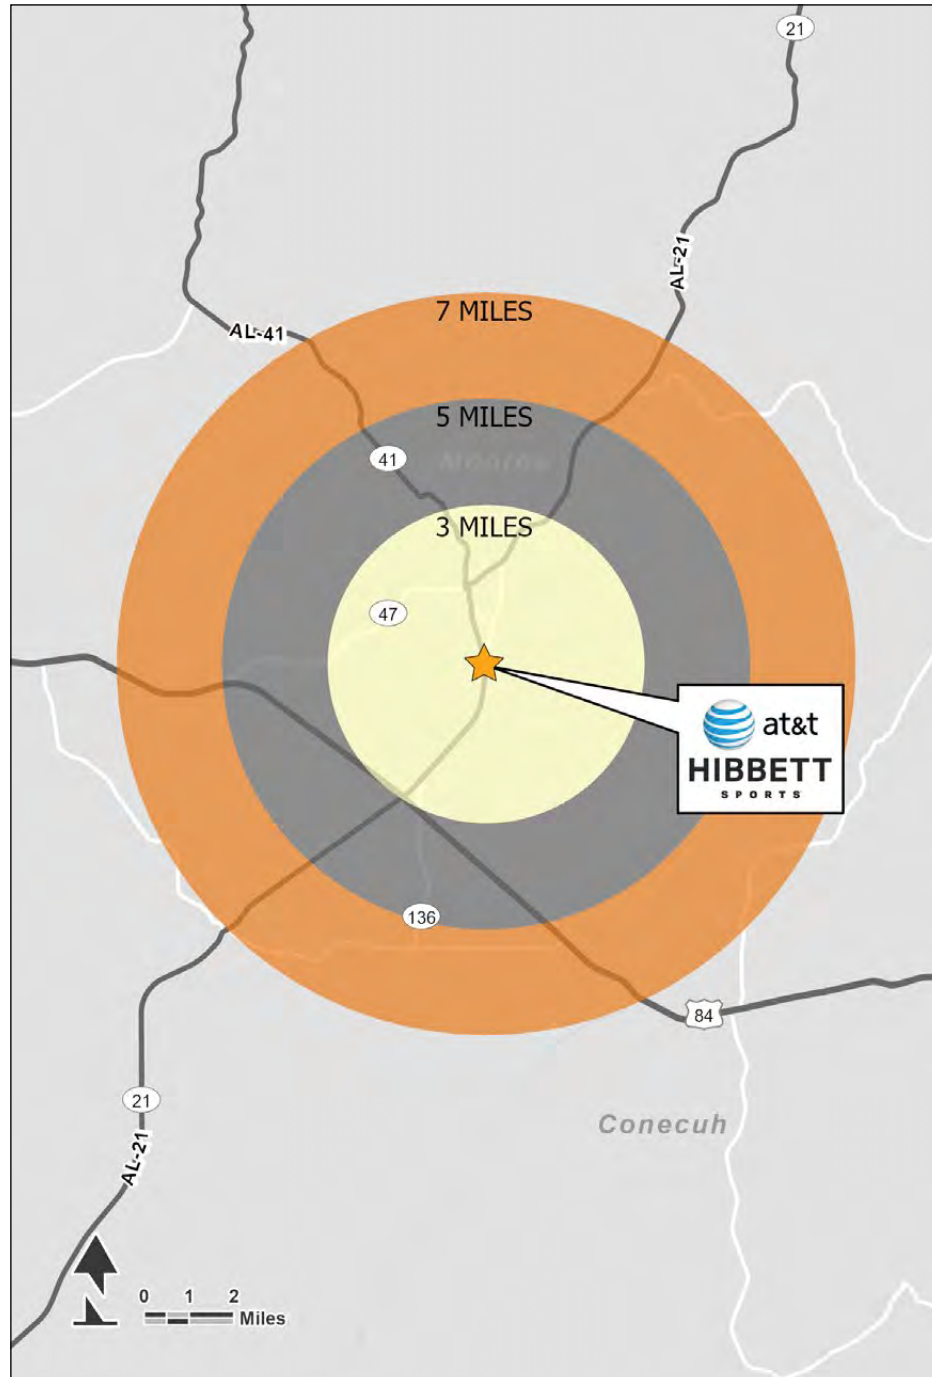 21
AL-21
7 MILES
AL-41
5 MILES
41
Monroe
3 MILES
47
at&t
HIBBETT
SPORTS
136
84
21
Conecuh
AL-21
0 1 2
Miles